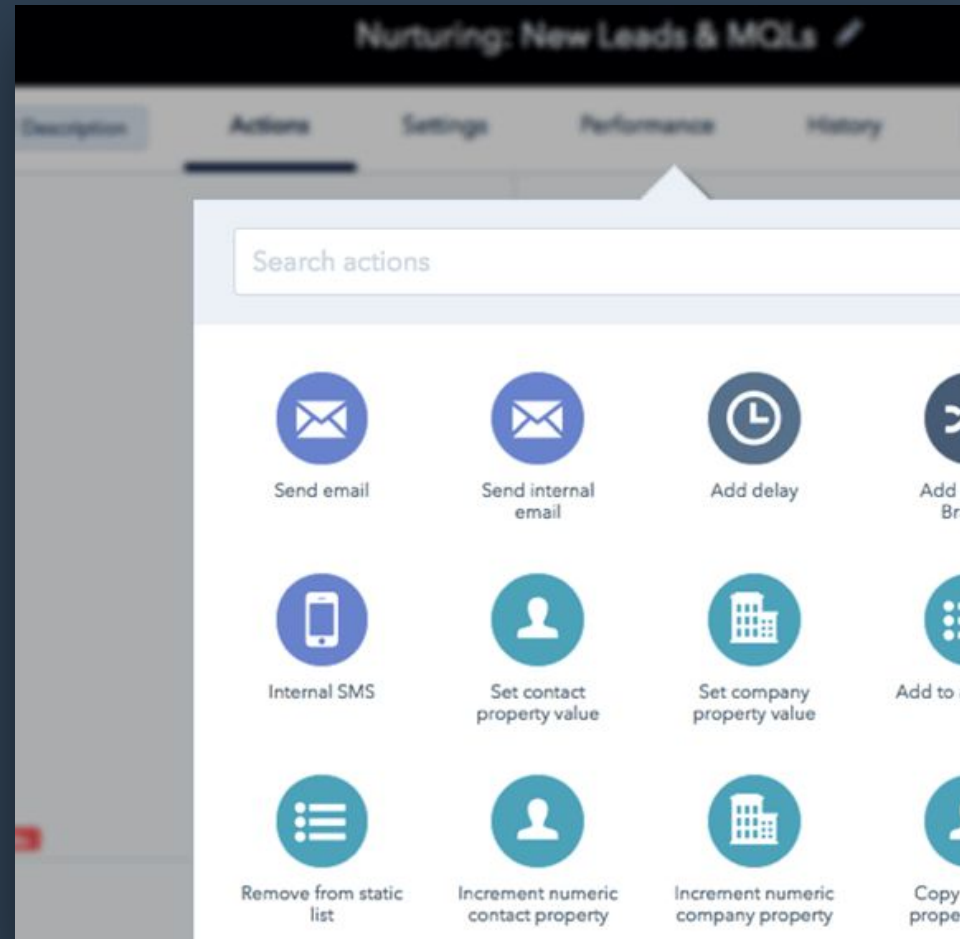 Nurturing: New Leads & MQLs
Description
Actions
Settings
Performance
History
Search actions
Send email
Send internal
email
Add delay
Add
Internal SMS
Set contact
property value
Set company
property value
Add to
Remove from static
list
Increment numeric
contact property
Increment numeric
company property
Copy